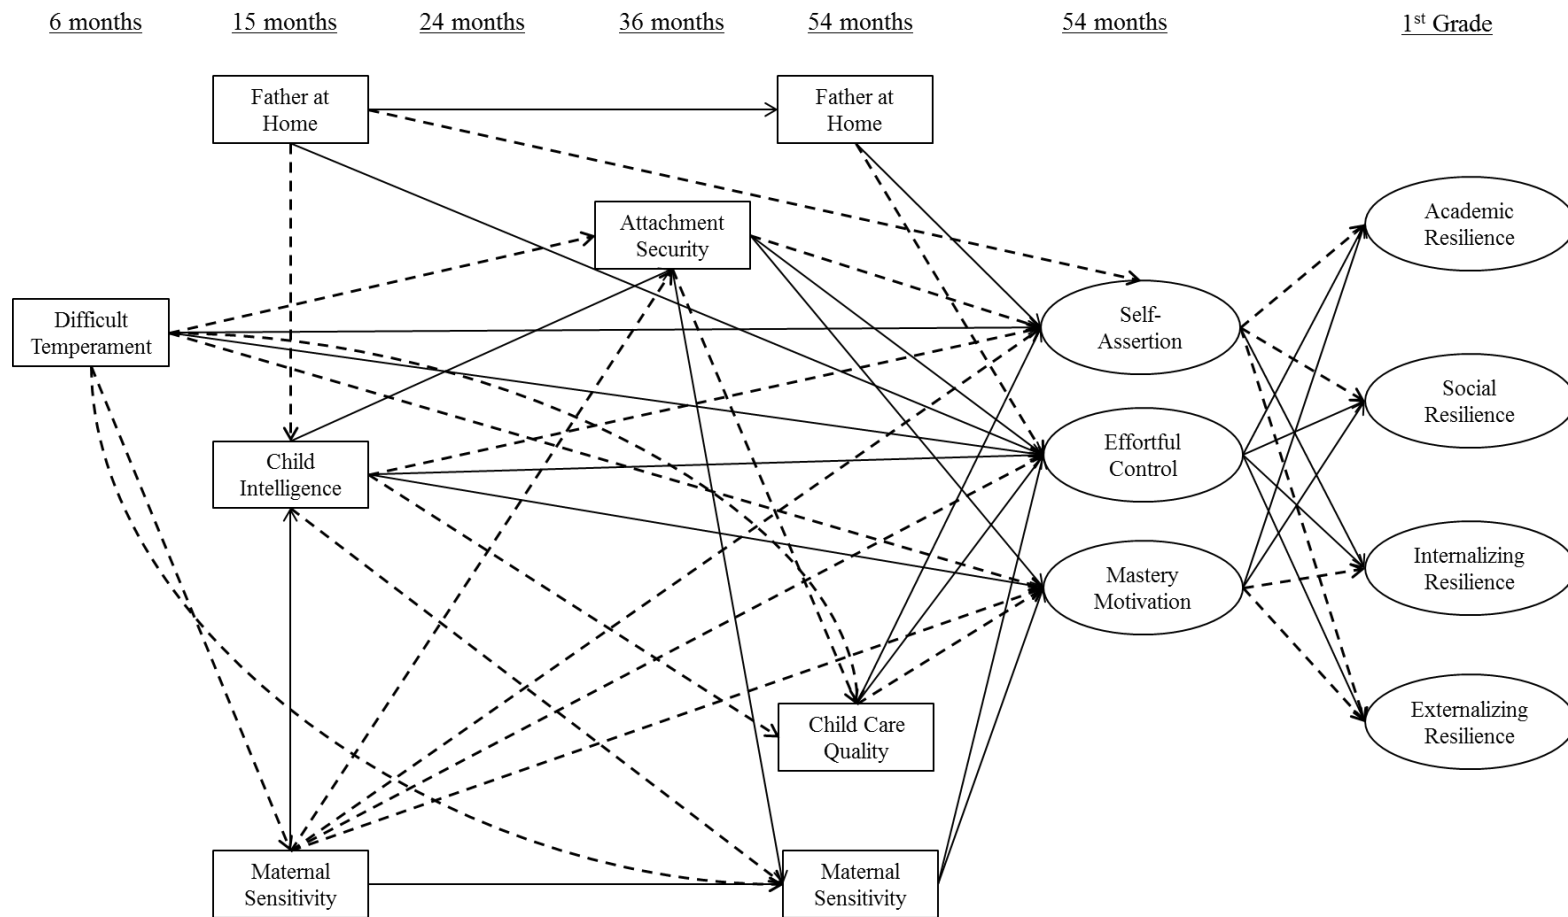 6 months
15 months
24 months
36 months
54 months
54 months
1st Grade
Father at
Home
Father at
Home
Attachment
Security
Academic
Resilience
Difficult
Temperament
Self-
Assertion
Social
Resilience
Child
Intelligence
Effortful
Control
Mastery
Motivation
Internalizing
Resilience
Child Care
Quality
Externalizing
Resilience
Maternal
Sensitivity
Maternal
Sensitivity